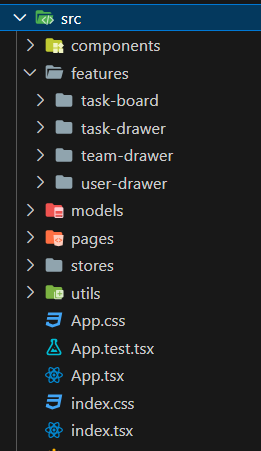 src
components
features
task-board
task-drawer
team-drawer
user-drawer
models
pages
stores
utils
App.css
App.test.tsx
App.tsx
index.css
index.tsx